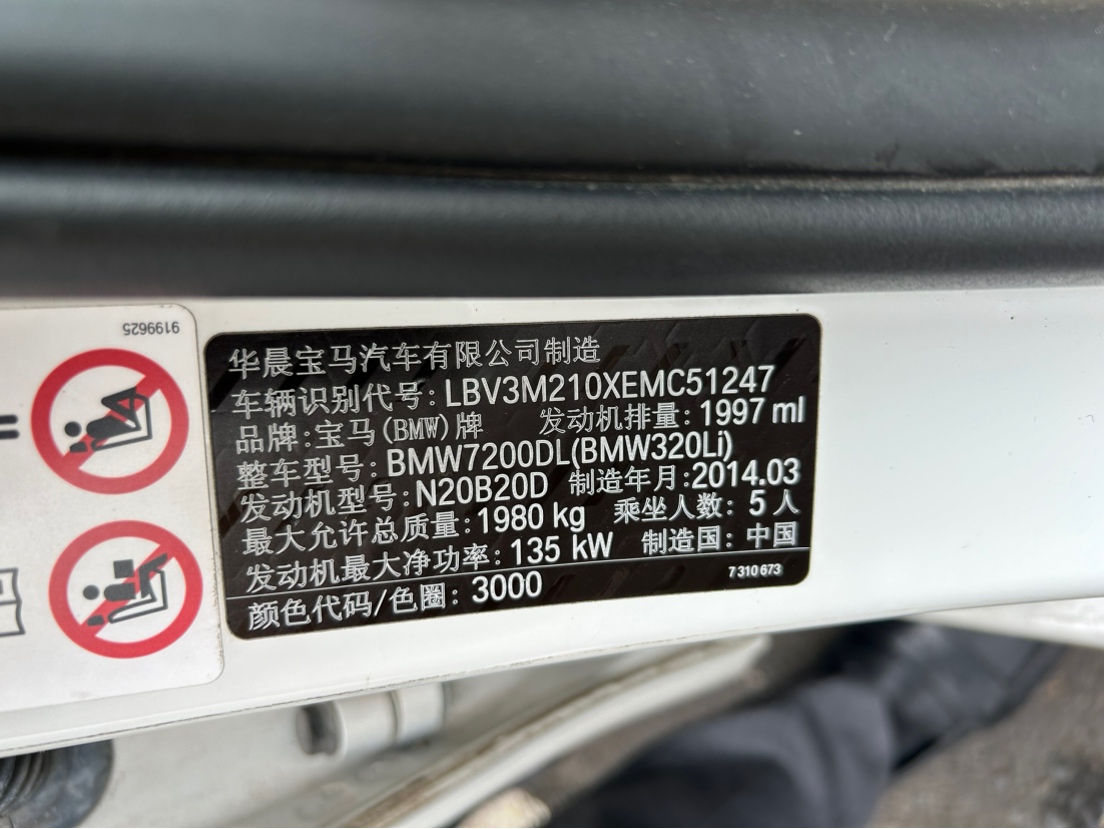 9199625
华晨宝马汽车有限公司制造
车辆识别代号: LBV3M210XEMC51247
品牌:宝马(BMW)牌 发动机排量: 1997 ml
整车型号: BMW7200DL(BMW320Li)
发动机型号: N20B20D 制造年月:2014.03
最大允许总质量: 1980 kg 乘坐人数: 5 人
发动机最大净功率: 135 kW 制造国: 中国
颜色代码/色圈: 3000 7 310 673